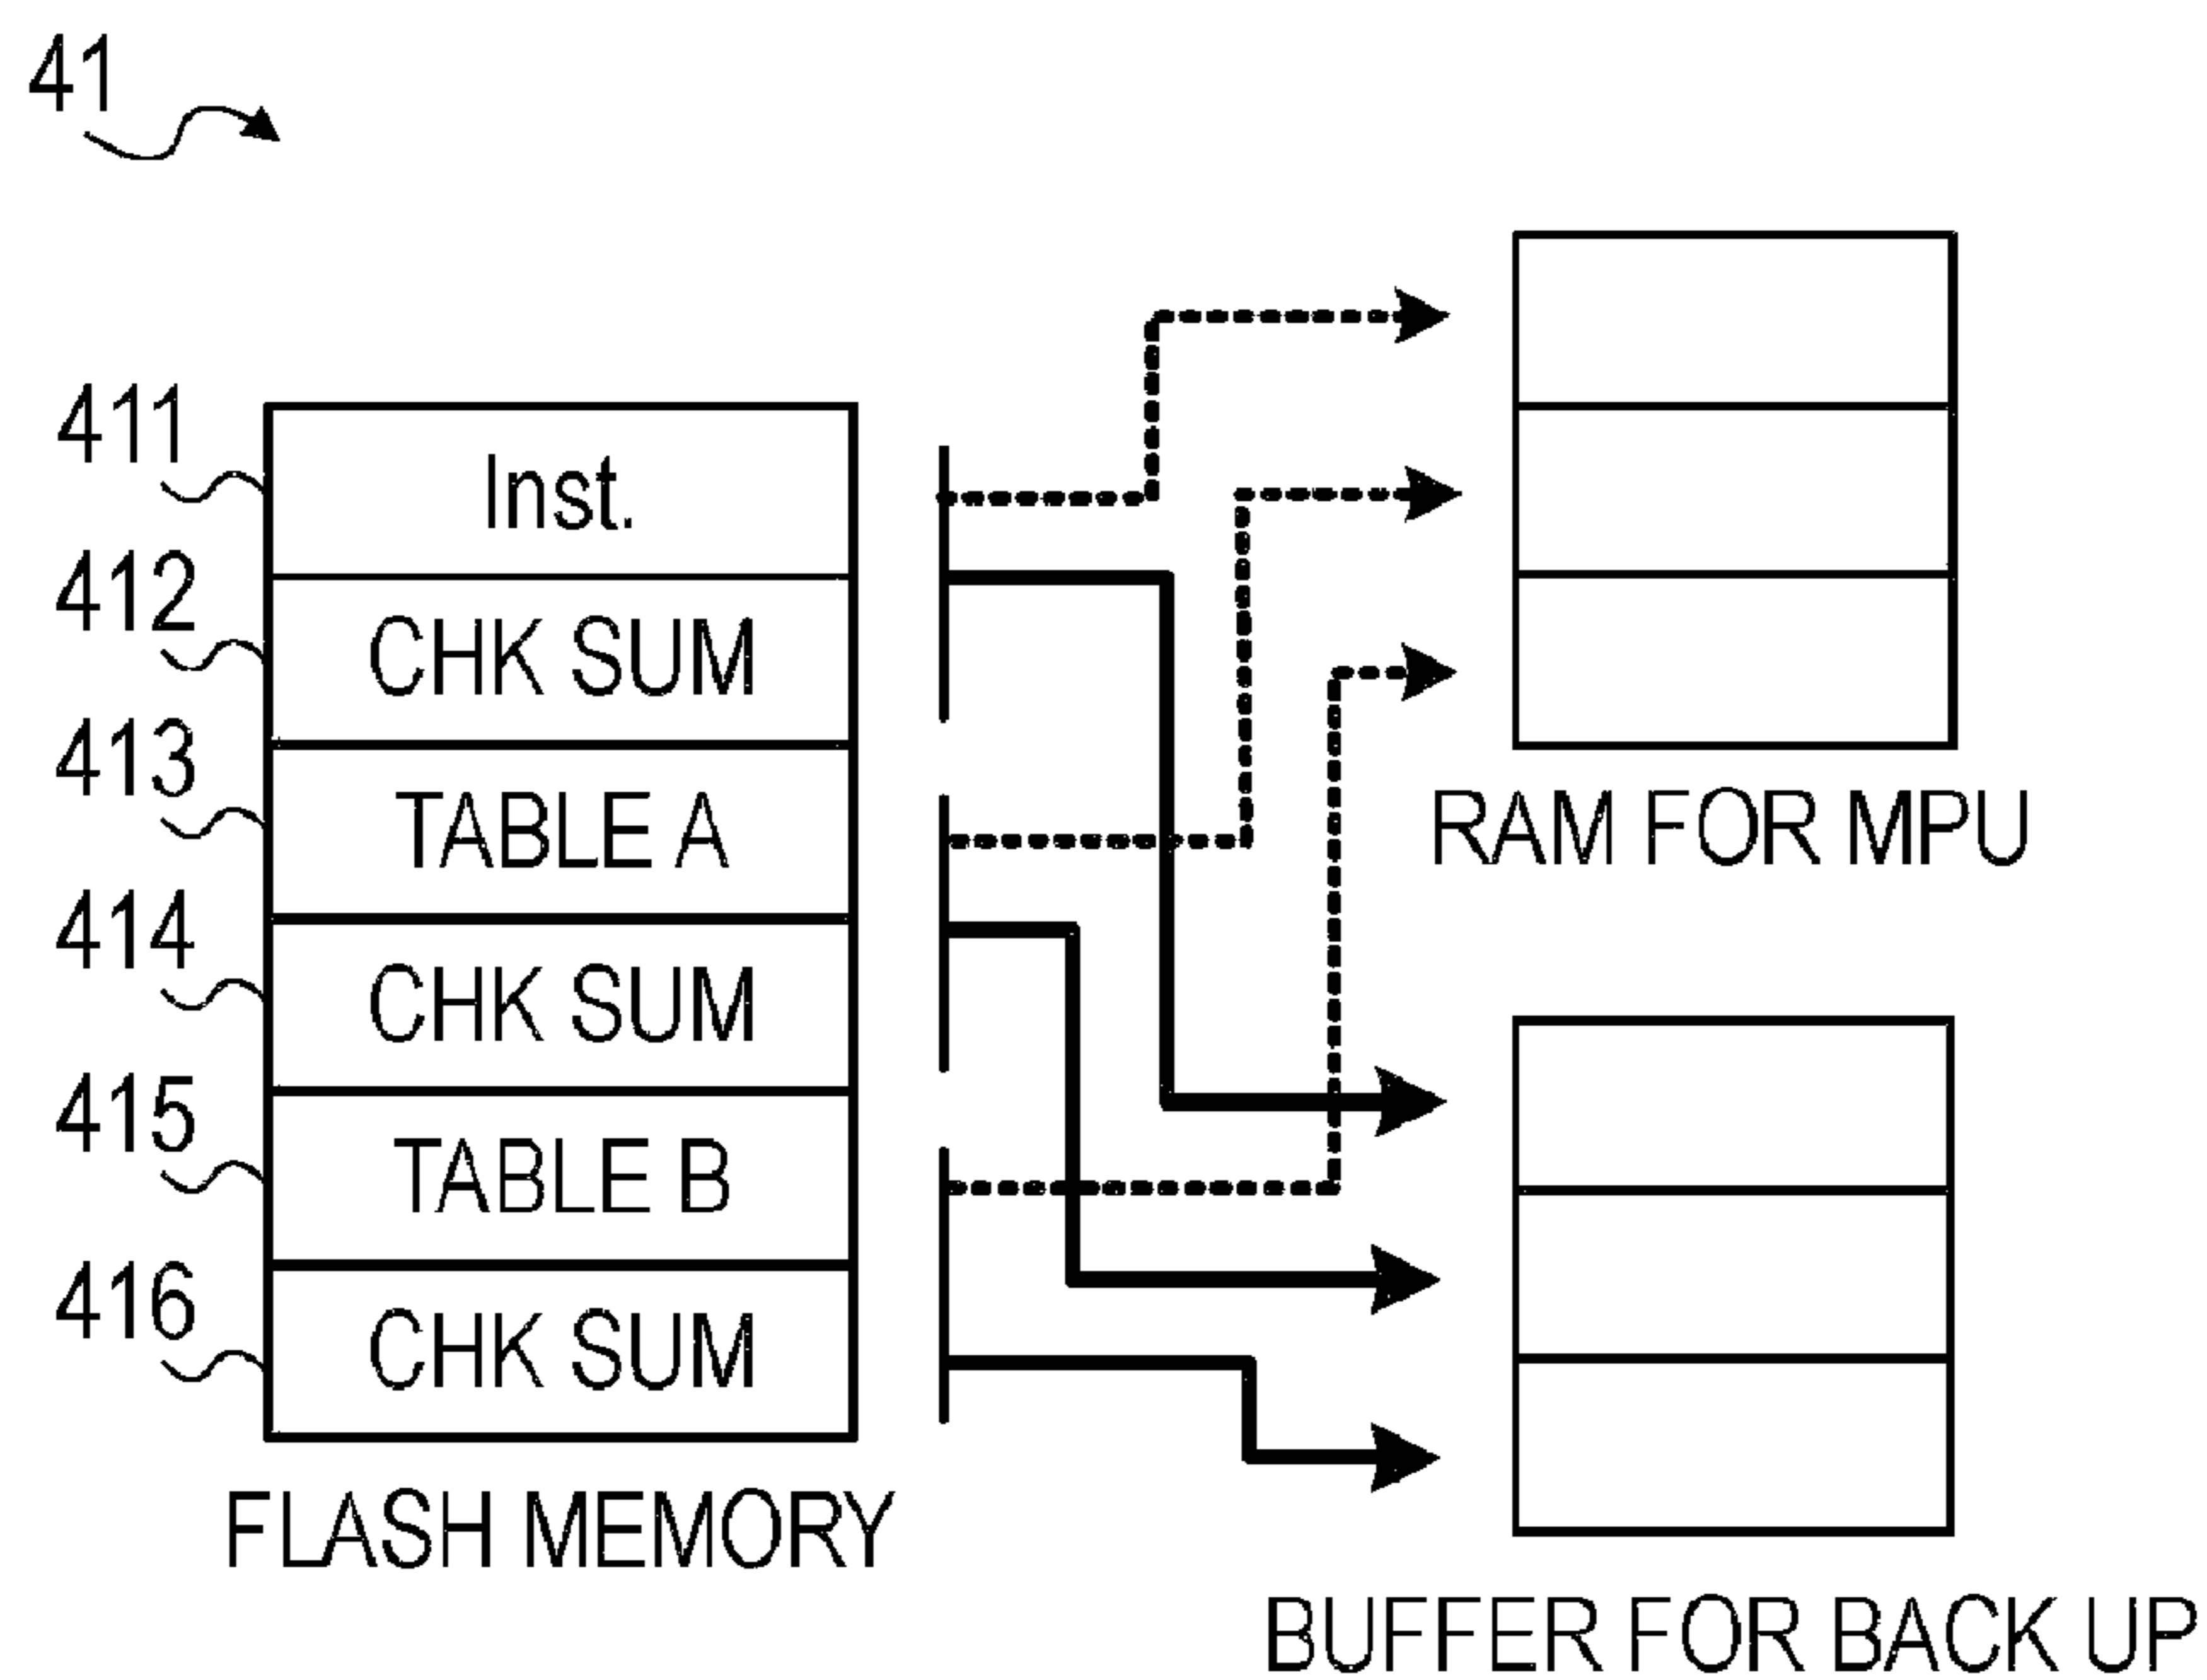 41
411
Inst.
412
CHK SUM
413
TABLE A
414
CHK SUM
415
TABLE B
416
CHK SUM
FLASH MEMORY
RAM FOR MPU
BUFFER FOR BACK UP